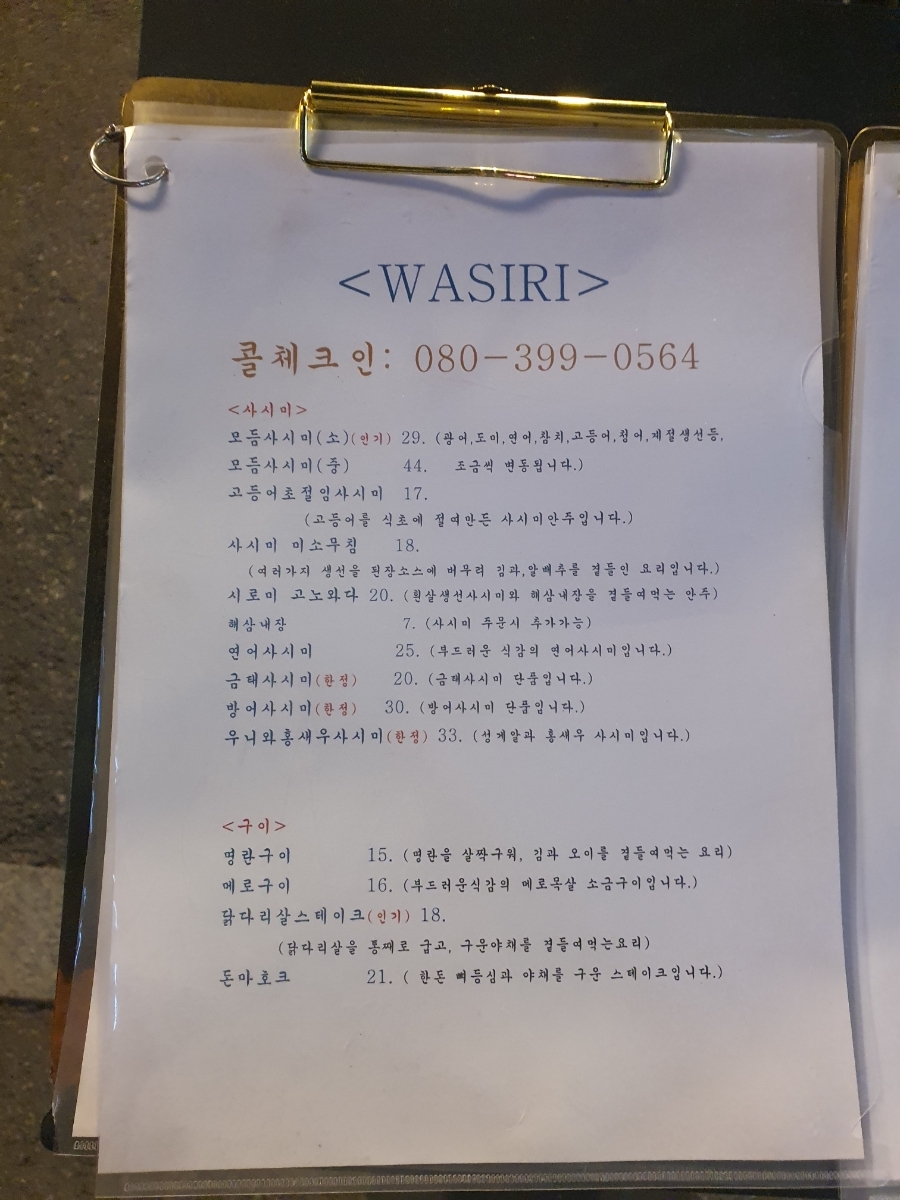 <WASIRI>
콜체크인: 080-399-0564
<사시미>
모듬사시미(소)(인기) 29. (광어,도미,연어,참치,고등어,청어,계절생선등,
모듬사시미(중) 44. 조금씩 변동됩니다.)
고등어초절임사시미 17.
(고등어를 식초에 절여만든 사시미안주입니다.)
사시미 미소무침 18.
(여러가지 생선을 된장소스에 버무려 김과,알배추를 곁들인 요리입니다.)
시로미 고노와다 20. (흰살생선사시미와 해삼내장을 곁들여먹는 안주)
해삼내장 7. (사시미 주문시 추가가능)
연어사시미 25. (부드러운 식감의 연어사시미입니다.)
금태사시미(한정) 20. (금태사시미 단품입니다.)
방어사시미(한정) 30. (방어사시미 단품입니다.)
우니와홍새우사시미(한정) 33. (성게알과 홍새우 사시미입니다.)
<구이>
명란구이 15. (명란을 살짝구워, 김과 오이를 곁들여먹는 요리)
메로구이 16. (부드러운식감의 메로목살 소금구이입니다.)
닭다리살스테이크(인기) 18.
(닭다리살을 통째로 굽고, 구운야채를 곁들여먹는요리)
돈마호크 21. ( 한돈 뼈등심과 야채를 구운 스테이크입니다.)